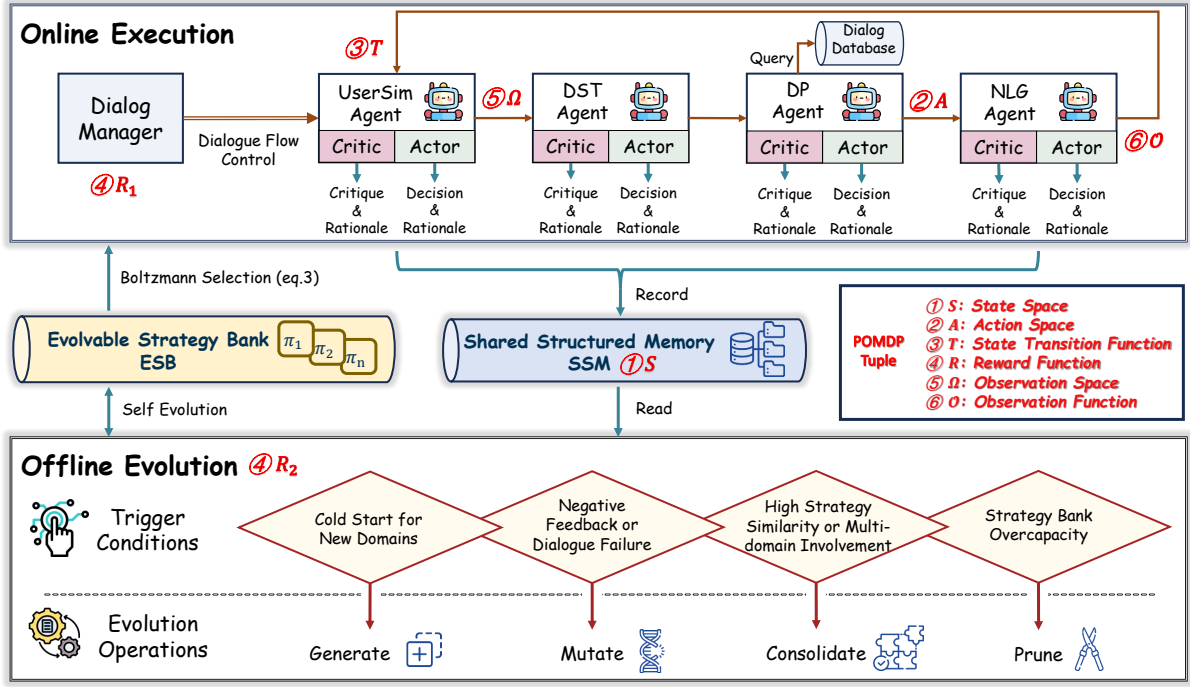 Online Execution
③T
Query
Dialog
Database
Dialog
Manager
Dialogue Flow
Control
④R₁
UserSim
Agent
Critic
Actor
⑤Ω
DST
Agent
Critic
Actor
DP
Agent
Critic
Actor
②A
NLG
Agent
Critic
Actor
⑥O
Critique
&
Rationale
Decision
&
Rationale
Critique
&
Rationale
Decision
&
Rationale
Critique
&
Rationale
Decision
&
Rationale
Critique
&
Rationale
Decision
&
Rationale
Boltzmann Selection (eq.3)
Record
Evolvable Strategy Bank
ESB
π₁
π₂
πₙ
Shared Structured Memory
SSM ①S
POMDP
Tuple
① S: State Space
② A: Action Space
③ T: State Transition Function
④ R: Reward Function
⑤ Ω: Observation Space
⑥ O: Observation Function
Self Evolution
Read
Offline Evolution ④R₂
Trigger
Conditions
Cold Start for
New Domains
Negative
Feedback or
Dialogue Failure
High Strategy
Similarity or Multi-
domain Involvement
Strategy Bank
Overcapacity
Evolution
Operations
Generate
Mutate
Consolidate
Prune